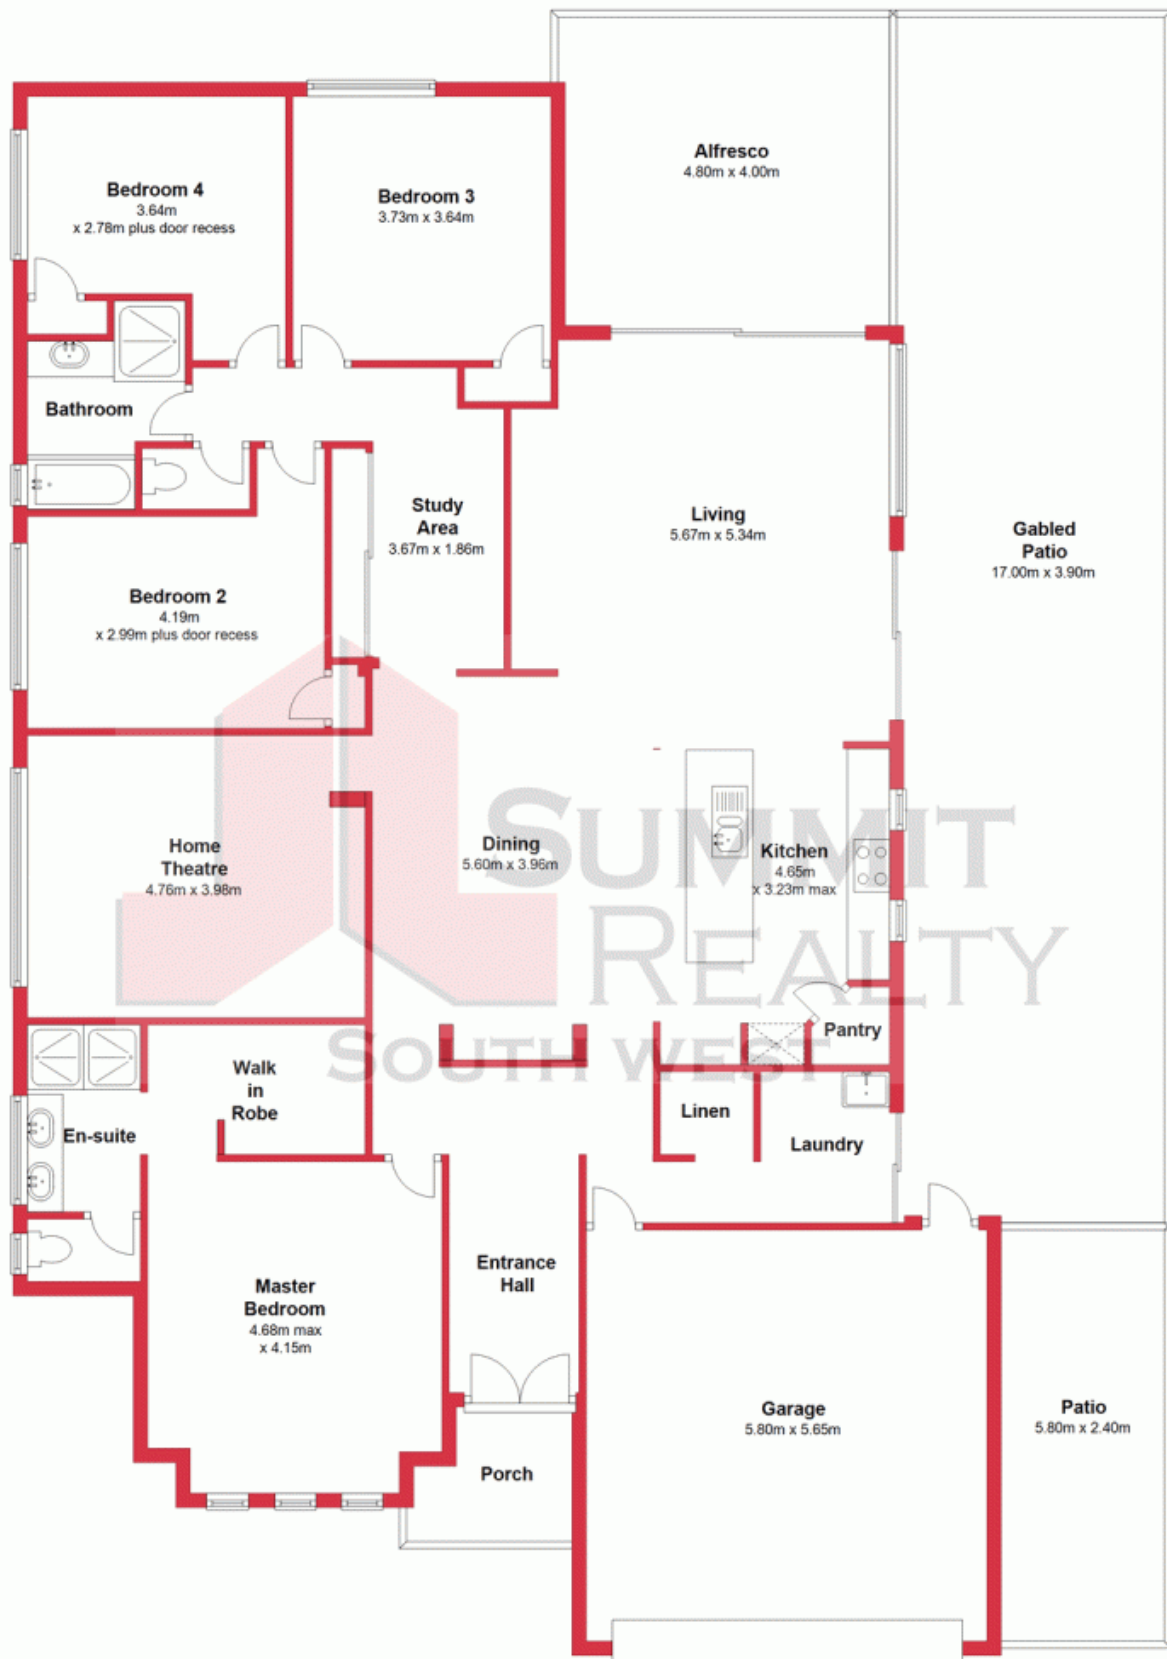 Alfresco
4.80m x 4.00m
Bedroom 4
3.64m
x 2.78m plus door recess
Bedroom 3
3.73m x 3.64m
Bathroom
Study
Area
3.67m x 1.86m
Living
5.67m x 5.34m
Gabled
Patio
17.00m x 3.90m
Bedroom 2
4.19m
x 2.99m plus door recess
Home
Theatre
4.76m x 3.98m
Dining
5.60m x 3.96m
Kitchen
4.65m
x 3.23m max
SUMMIT
REALTY
SOUTH WEST
Pantry
Walk
in
Robe
Linen
En-suite
Laundry
Entrance
Hall
Master
Bedroom
4.68m max
x 4.15m
Garage
5.80m x 5.65m
Patio
5.80m x 2.40m
Porch